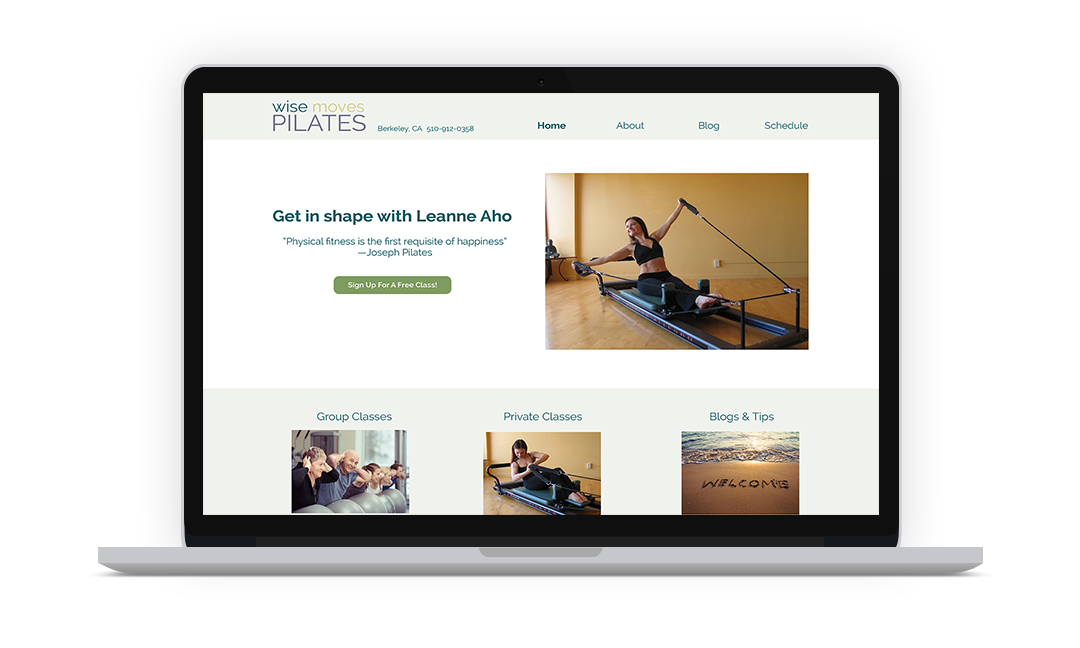 wise moves
PILATES
Berkeley, CA 510-912-0358
Home
About
Blog
Schedule
Get in shape with Leanne Aho
"Physical fitness is the first requisite of happiness"
—Joseph Pilates
Sign Up For A Free Class!
Group Classes
Private Classes
Blogs & Tips
WELCOME